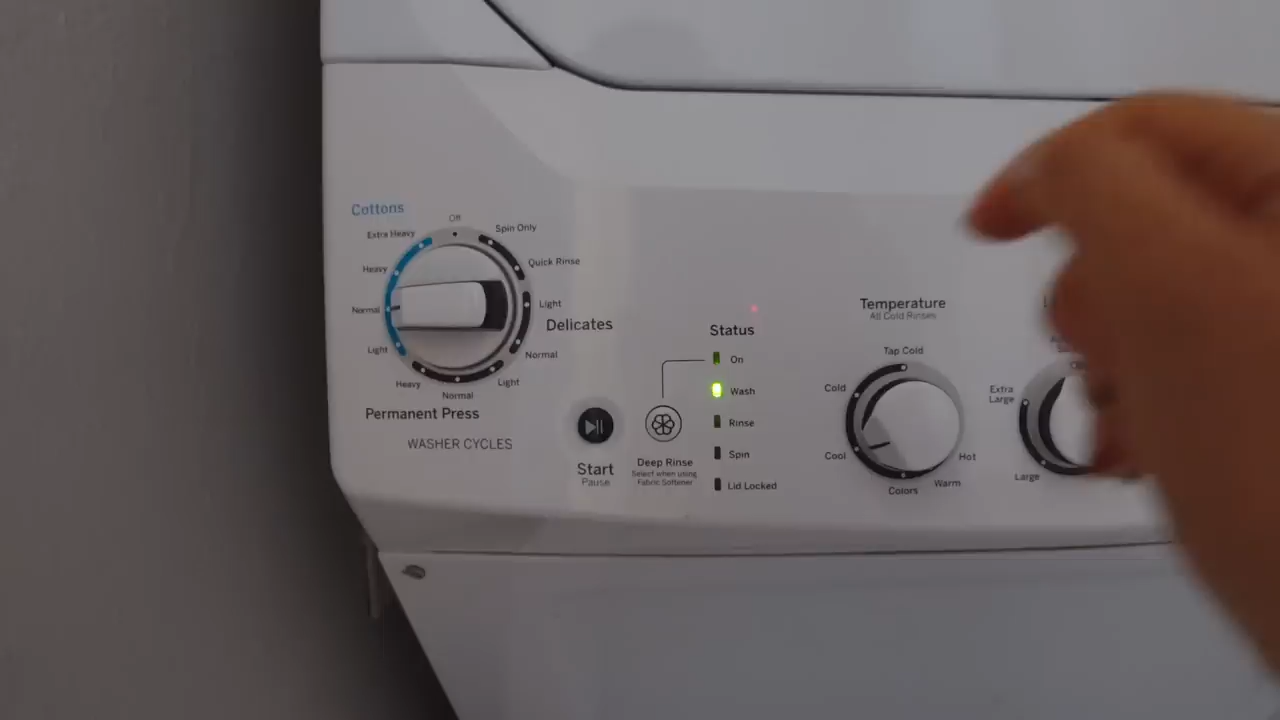 Cottons
Off
Extra Heavy
Spin Only
Heavy
Quick Rinse
Normal
Light
Delicates
Light
Normal
Heavy
Light
Normal
Permanent Press
WASHER CYCLES
Start
Pause
Deep Rinse
Select when using
Fabric Softener
Status
On
Wash
Rinse
Spin
Lid Locked
Temperature
All Cold Rinses
Tap Cold
Cold
Cool
Hot
Warm
Colors
Extra
Large
Large